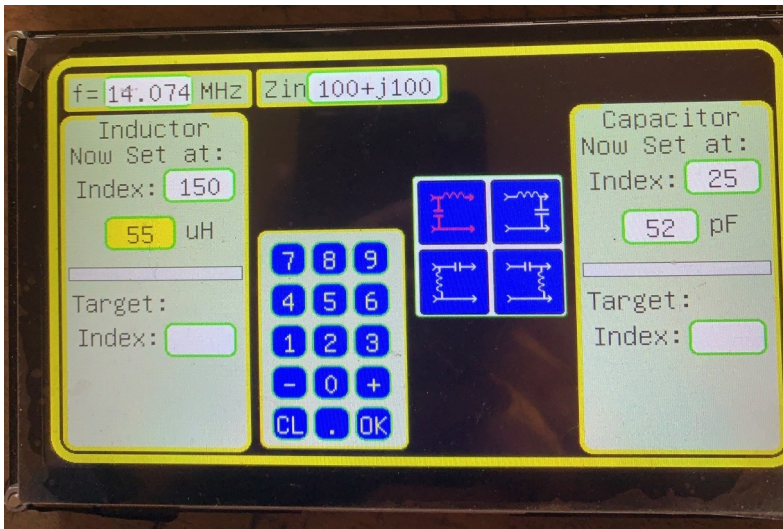 f= 14.074 MHz
Zin 100+j100
Inductor
Now Set at:
Index: 150
55 uH
Target:
Index:
7 8 9
4 5 6
1 2 3
- 0 +
CL . OK
Capacitor
Now Set at:
Index: 25
52 pF
Target:
Index: